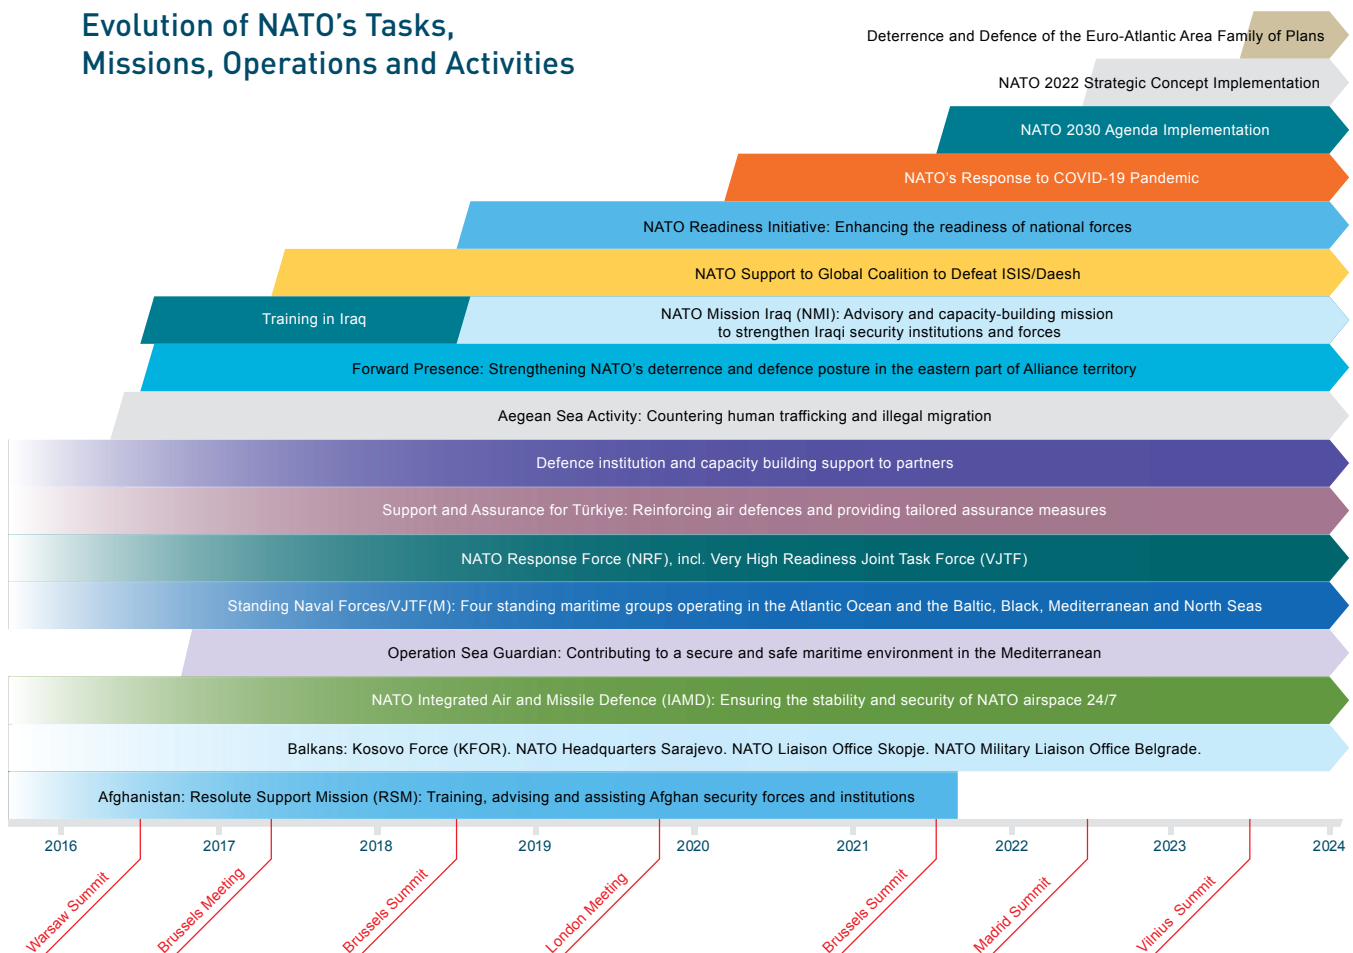 Evolution of NATO’s Tasks,
Missions, Operations and Activities
Deterrence and Defence of the Euro-Atlantic Area Family of Plans
NATO 2022 Strategic Concept Implementation
NATO 2030 Agenda Implementation
NATO’s Response to COVID-19 Pandemic
NATO Readiness Initiative: Enhancing the readiness of national forces
NATO Support to Global Coalition to Defeat ISIS/Daesh
Training in Iraq
NATO Mission Iraq (NMI): Advisory and capacity-building mission
to strengthen Iraqi security institutions and forces
Forward Presence: Strengthening NATO’s deterrence and defence posture in the eastern part of Alliance territory
Aegean Sea Activity: Countering human trafficking and illegal migration
Defence institution and capacity building support to partners
Support and Assurance for Türkiye: Reinforcing air defences and providing tailored assurance measures
NATO Response Force (NRF), incl. Very High Readiness Joint Task Force (VJTF)
Standing Naval Forces/VJTF(M): Four standing maritime groups operating in the Atlantic Ocean and the Baltic, Black, Mediterranean and North Seas
Operation Sea Guardian: Contributing to a secure and safe maritime environment in the Mediterranean
NATO Integrated Air and Missile Defence (IAMD): Ensuring the stability and security of NATO airspace 24/7
Balkans: Kosovo Force (KFOR). NATO Headquarters Sarajevo. NATO Liaison Office Skopje. NATO Military Liaison Office Belgrade.
Afghanistan: Resolute Support Mission (RSM): Training, advising and assisting Afghan security forces and institutions
2016 2017 2018 2019 2020 2021 2022 2023 2024
Warsaw Summit
Brussels Meeting
Brussels Summit
London Meeting
Brussels Summit
Madrid Summit
Vilnius Summit